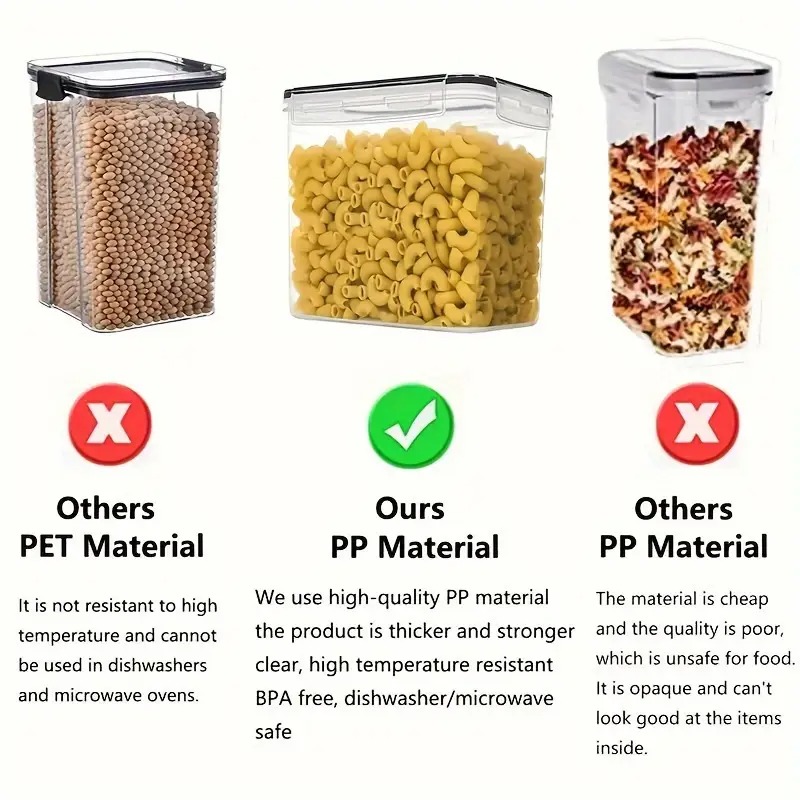 Others
PET Material
It is not resistant to high
temperature and cannot
be used in dishwashers
and microwave ovens.
Ours
PP Material
We use high-quality PP material
the product is thicker and stronger
clear, high temperature resistant
BPA free, dishwasher/microwave
safe
Others
PP Material
The material is cheap
and the quality is poor,
which is unsafe for food.
It is opaque and can't
look good at the items
inside.